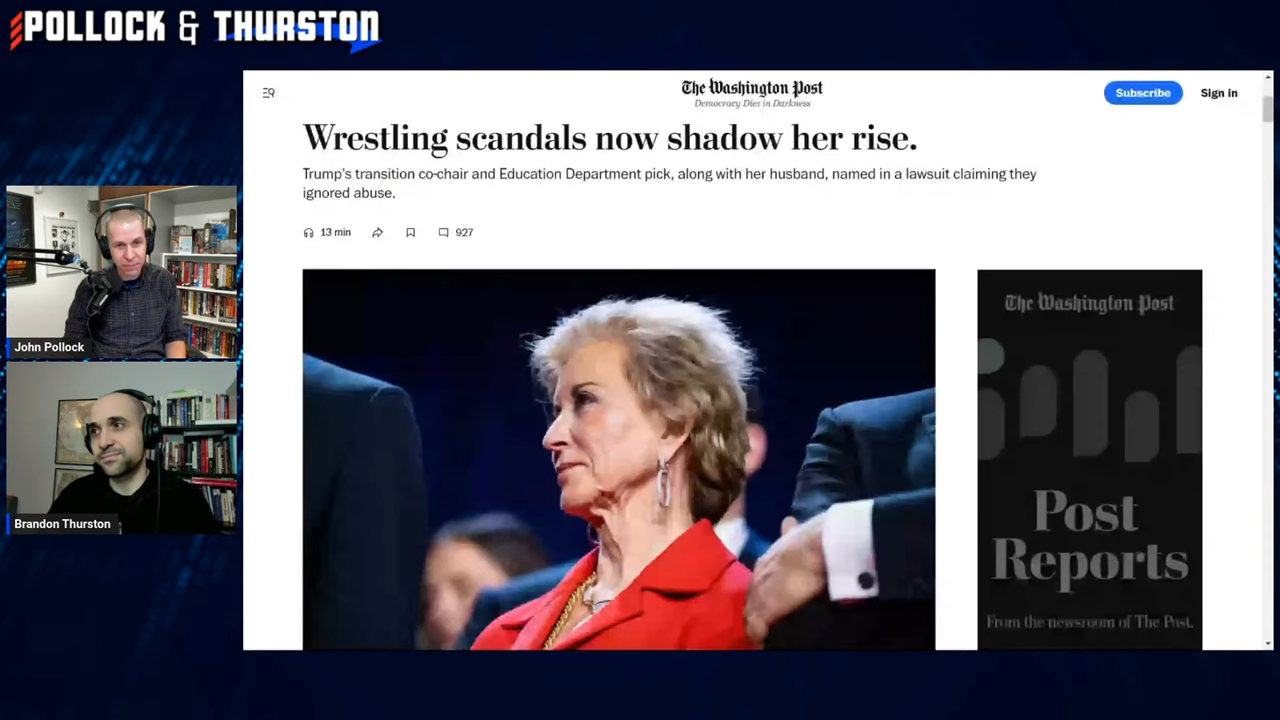 POLLOCK & THURSTON
The Washington Post
Democracy Dies in Darkness
Subscribe
Sign in
Wrestling scandals now shadow her rise.
Trump's transition co-chair and Education Department pick, along with her husband, named in a lawsuit claiming they
ignored abuse.
13 min
927
John Pollock
Brandon Thurston
The Washington Post
Post
Reports
From the newsroom of The Post.